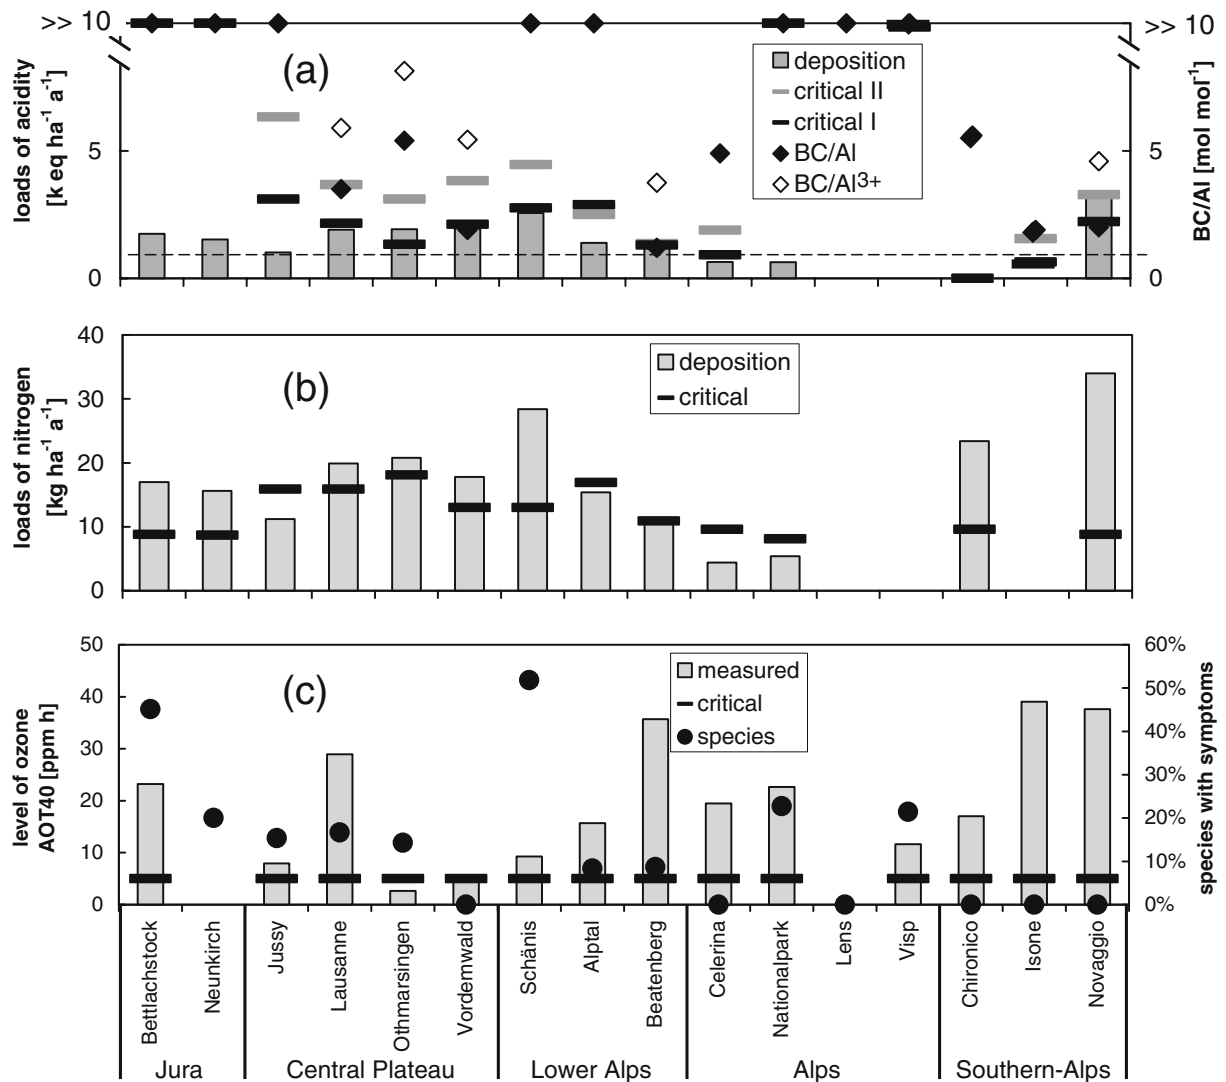 >> 10
>> 10
(a)
loads of acidity
[k eq ha⁻¹ a⁻¹]
5
0
deposition
critical II
critical I
BC/Al
BC/Al³⁺
5
0
BC/Al [mol mol⁻¹]
(b)
loads of nitrogen
[kg ha⁻¹ a⁻¹]
40
30
20
10
0
deposition
critical
(c)
level of ozone
AOT40 [ppm h]
50
40
30
20
10
0
measured
critical
species
60%
50%
40%
30%
20%
10%
0%
species with symptoms
Bettlachstock
Neunkirch
Jussy
Lausanne
Othmarsingen
Vordemwald
Schänis
Alptal
Beatenberg
Celerina
Nationalpark
Lens
Visp
Chironico
Isone
Novaggio
Jura
Central Plateau
Lower Alps
Alps
Southern-Alps